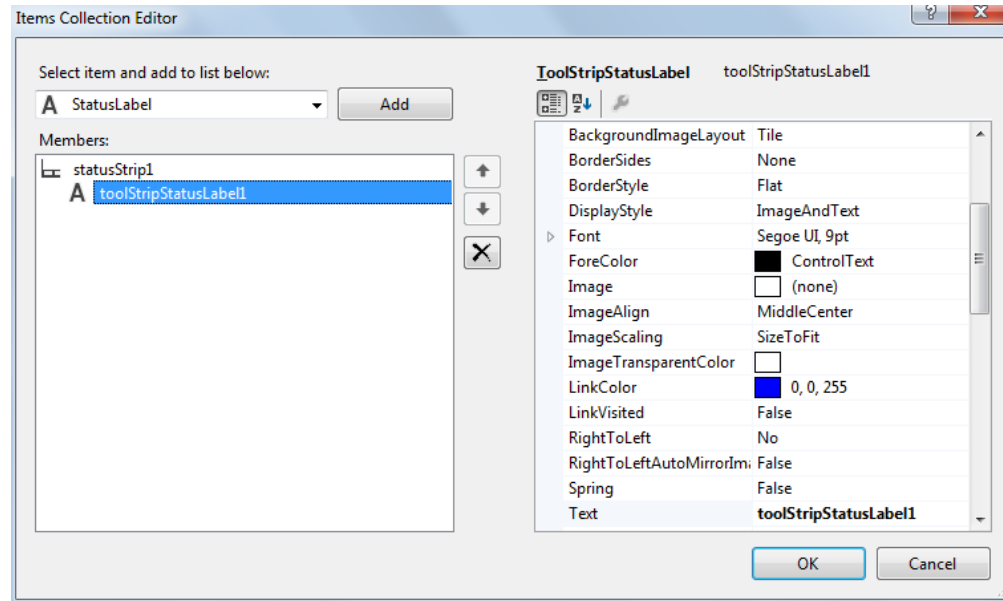 Items Collection Editor
Select item and add to list below:
A StatusLabel
Add
Members:
statusStrip1
A toolStripStatusLabel1
ToolStripStatusLabel toolStripStatusLabel1
BackgroundImageLayout Tile
BorderSides None
BorderStyle Flat
DisplayStyle ImageAndText
Font Segoe UI, 9pt
ForeColor ControlText
Image (none)
ImageAlign MiddleCenter
ImageScaling SizeToFit
ImageTransparentColor
LinkColor 0, 0, 255
LinkVisited False
RightToLeft No
RightToLeftAutoMirrorIma False
Spring False
Text toolStripStatusLabel1
OK
Cancel